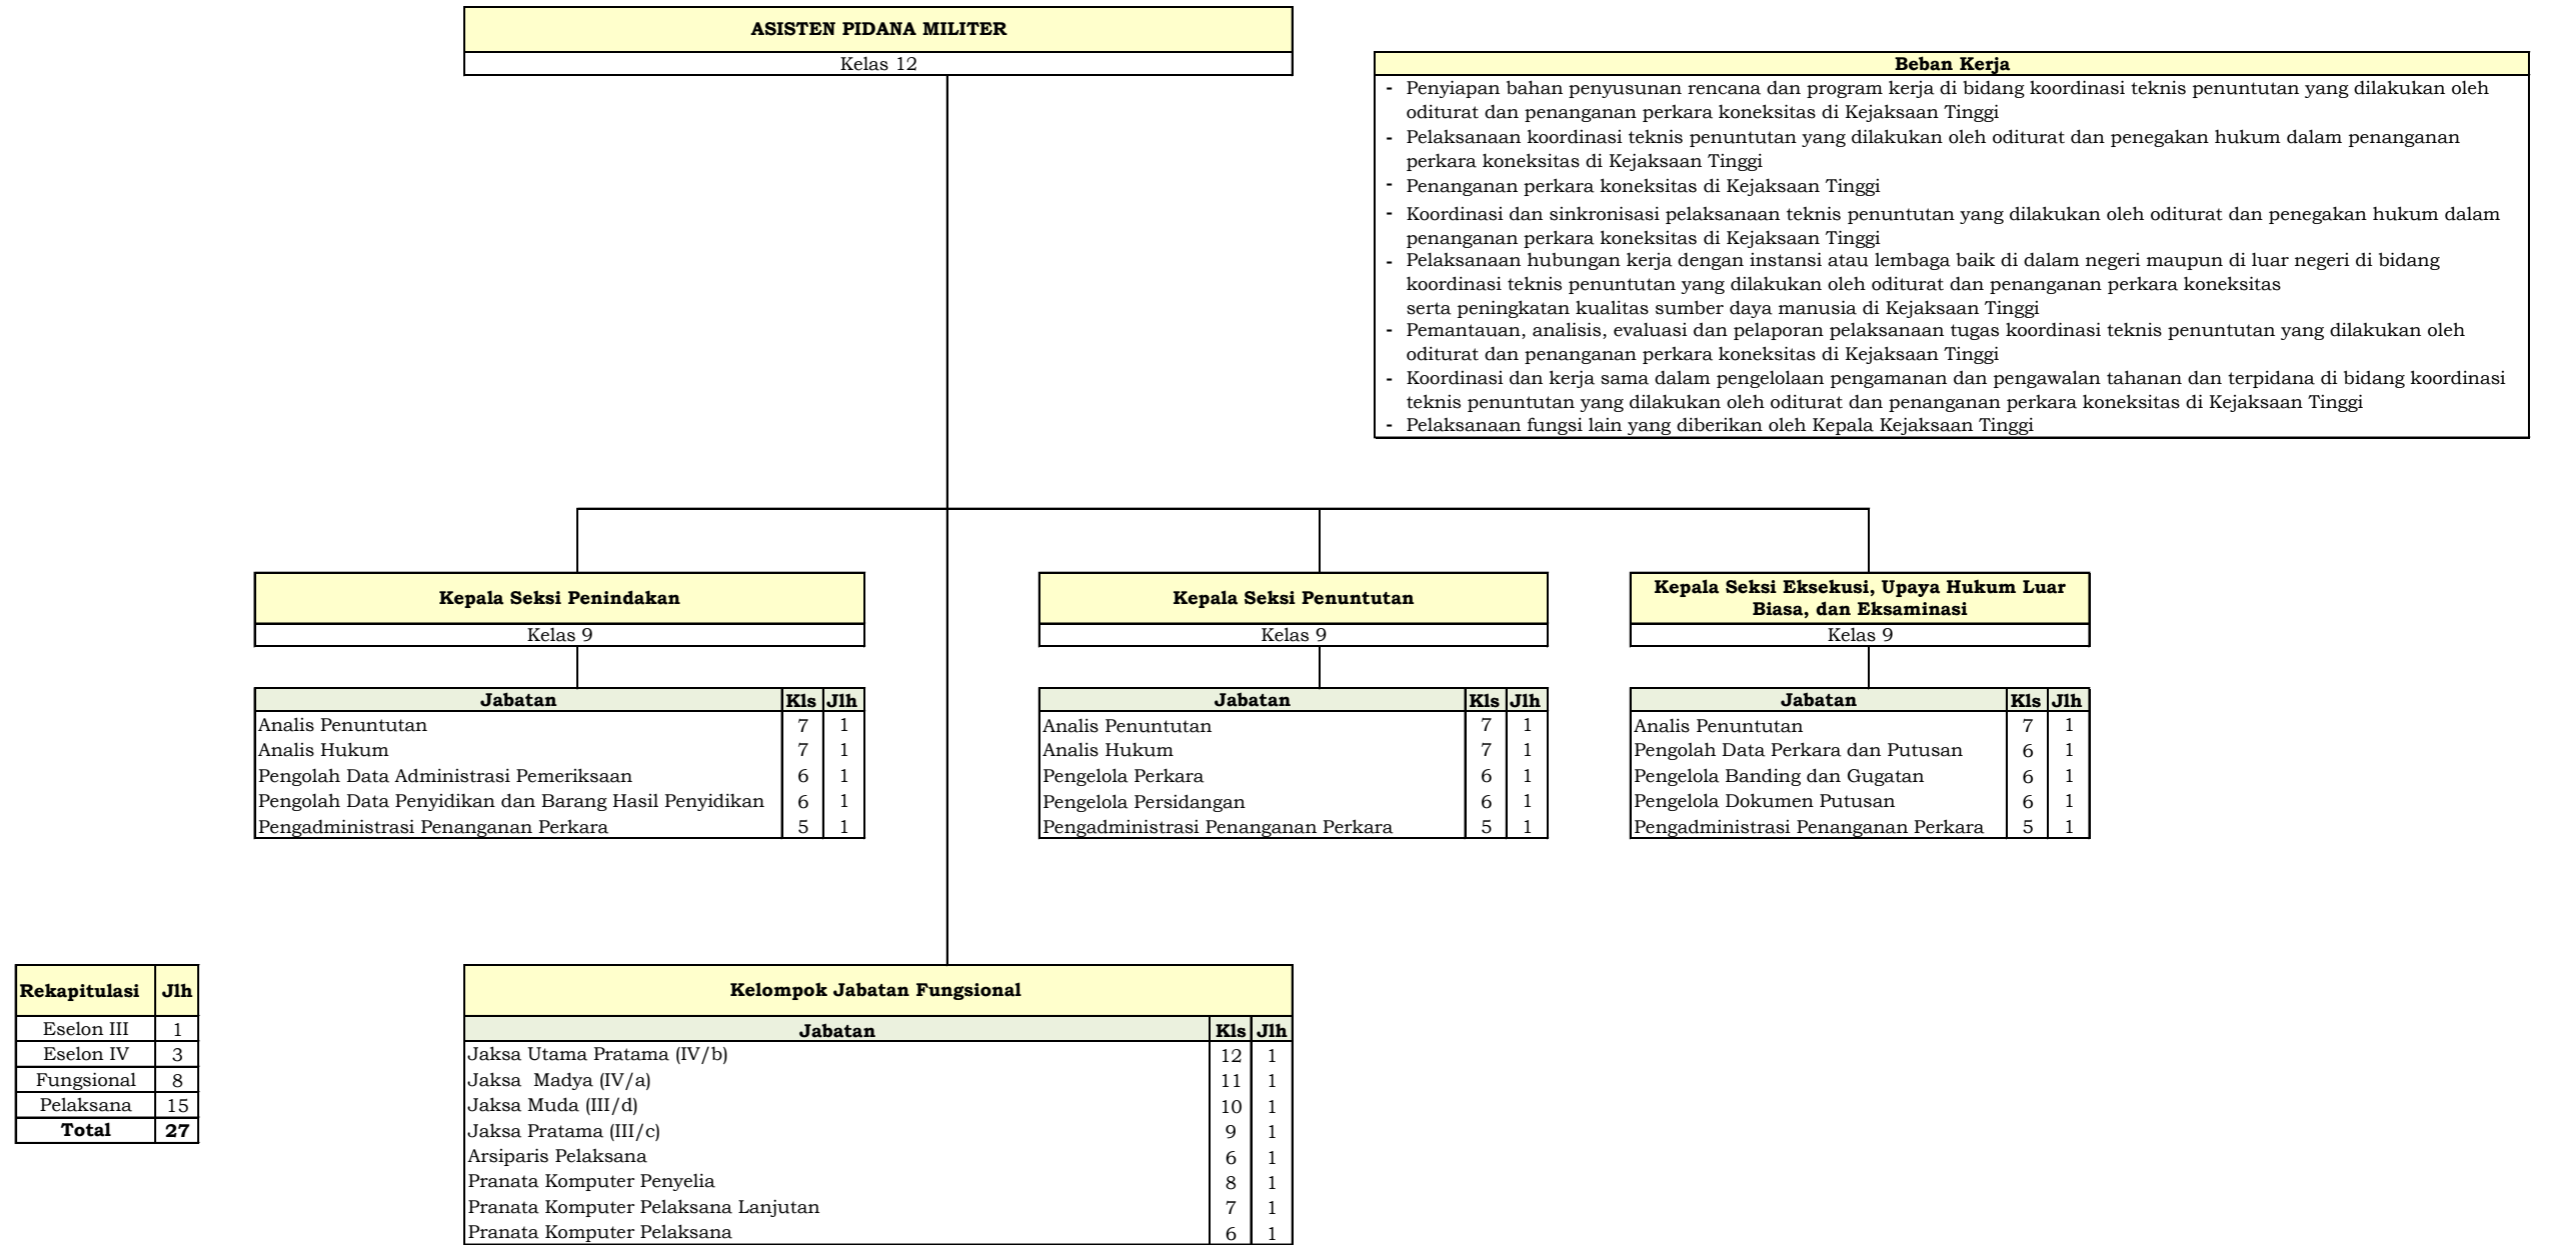 ASISTEN PIDANA MILITER
Kelas 12
Beban Kerja
- Penyiapan bahan penyusunan rencana dan program kerja di bidang koordinasi teknis penuntutan yang dilakukan oleh
oditurat dan penanganan perkara koneksitas di Kejaksaan Tinggi
- Pelaksanaan koordinasi teknis penuntutan yang dilakukan oleh oditurat dan penegakan hukum dalam penanganan
perkara koneksitas di Kejaksaan Tinggi
- Penanganan perkara koneksitas di Kejaksaan Tinggi
- Koordinasi dan sinkronisasi pelaksanaan teknis penuntutan yang dilakukan oleh oditurat dan penegakan hukum dalam
penanganan perkara koneksitas di Kejaksaan Tinggi
- Pelaksanaan hubungan kerja dengan instansi atau lembaga baik di dalam negeri maupun di luar negeri di bidang
koordinasi teknis penuntutan yang dilakukan oleh oditurat dan penanganan perkara koneksitas
serta peningkatan kualitas sumber daya manusia di Kejaksaan Tinggi
- Pemantauan, analisis, evaluasi dan pelaporan pelaksanaan tugas koordinasi teknis penuntutan yang dilakukan oleh
oditurat dan penanganan perkara koneksitas di Kejaksaan Tinggi
- Koordinasi dan kerja sama dalam pengelolaan pengamanan dan pengawalan tahanan dan terpidana di bidang koordinasi
teknis penuntutan yang dilakukan oleh oditurat dan penanganan perkara koneksitas di Kejaksaan Tinggi
- Pelaksanaan fungsi lain yang diberikan oleh Kepala Kejaksaan Tinggi
Kepala Seksi Penindakan
Kelas 9
Jabatan Kls Jlh
Analis Penuntutan 7 1
Analis Hukum 7 1
Pengolah Data Administrasi Pemeriksaan 6 1
Pengolah Data Penyidikan dan Barang Hasil Penyidikan 6 1
Pengadministrasi Penanganan Perkara 5 1
Kepala Seksi Penuntutan
Kelas 9
Jabatan Kls Jlh
Analis Penuntutan 7 1
Analis Hukum 7 1
Pengelola Perkara 6 1
Pengelola Persidangan 6 1
Pengadministrasi Penanganan Perkara 5 1
Kepala Seksi Eksekusi, Upaya Hukum Luar
Biasa, dan Eksaminasi
Kelas 9
Jabatan Kls Jlh
Analis Penuntutan 7 1
Pengolah Data Perkara dan Putusan 6 1
Pengelola Banding dan Gugatan 6 1
Pengelola Dokumen Putusan 6 1
Pengadministrasi Penanganan Perkara 5 1
Rekapitulasi Jlh
Eselon III 1
Eselon IV 3
Fungsional 8
Pelaksana 15
Total 27
Kelompok Jabatan Fungsional
Jabatan Kls Jlh
Jaksa Utama Pratama (IV/b) 12 1
Jaksa  Madya (IV/a) 11 1
Jaksa Muda (III/d) 10 1
Jaksa Pratama (III/c) 9 1
Arsiparis Pelaksana 6 1
Pranata Komputer Penyelia 8 1
Pranata Komputer Pelaksana Lanjutan 7 1
Pranata Komputer Pelaksana 6 1